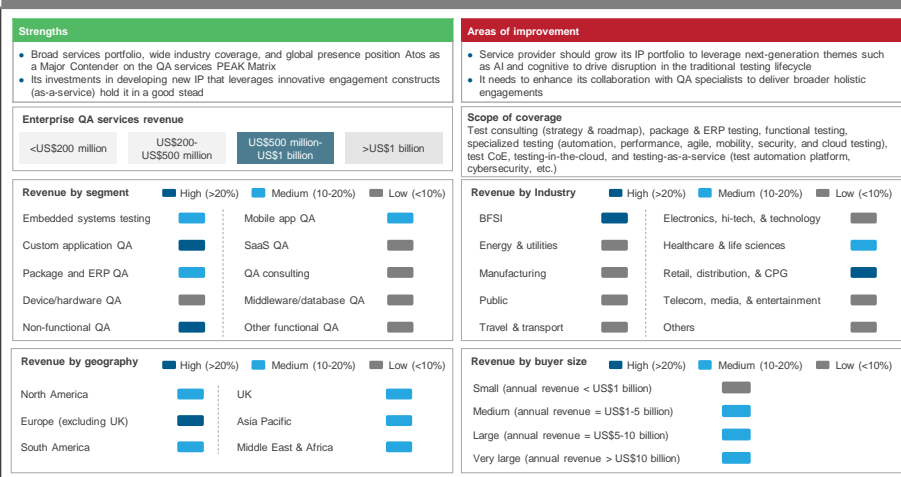 Strengths
• Broad services portfolio, wide industry coverage, and global presence position Atos as
a Major Contender on the QA services PEAK Matrix
• Its investments in developing new IP that leverages innovative engagement constructs
(as-a-service) hold it in a good stead
Areas of improvement
• Service provider should grow its IP portfolio to leverage next-generation themes such
as AI and cognitive to drive disruption in the traditional testing lifecycle
• It needs to enhance its collaboration with QA specialists to deliver broader holistic
engagements
Enterprise QA services revenue
<US$200 million
US$200-
US$500 million
US$500 million-
US$1 billion
>US$1 billion
Scope of coverage
Test consulting (strategy & roadmap), package & ERP testing, functional testing,
specialized testing (automation, performance, agile, mobility, security, and cloud testing),
test CoE, testing-in-the-cloud, and testing-as-a-service (test automation platform,
cybersecurity, etc.)
Revenue by segment
High (>20%) Medium (10-20%) Low (<10%)
Embedded systems testing
Custom application QA
Package and ERP QA
Device/hardware QA
Non-functional QA
Mobile app QA
SaaS QA
QA consulting
Middleware/database QA
Other functional QA
Revenue by Industry
High (>20%) Medium (10-20%) Low (<10%)
BFSI
Energy & utilities
Manufacturing
Public
Travel & transport
Electronics, hi-tech, & technology
Healthcare & life sciences
Retail, distribution, & CPG
Telecom, media, & entertainment
Others
Revenue by geography
High (>20%) Medium (10-20%) Low (<10%)
North America
Europe (excluding UK)
South America
UK
Asia Pacific
Middle East & Africa
Revenue by buyer size
High (>20%) Medium (10-20%) Low (<10%)
Small (annual revenue < US$1 billion)
Medium (annual revenue = US$1-5 billion)
Large (annual revenue = US$5-10 billion)
Very large (annual revenue > US$10 billion)